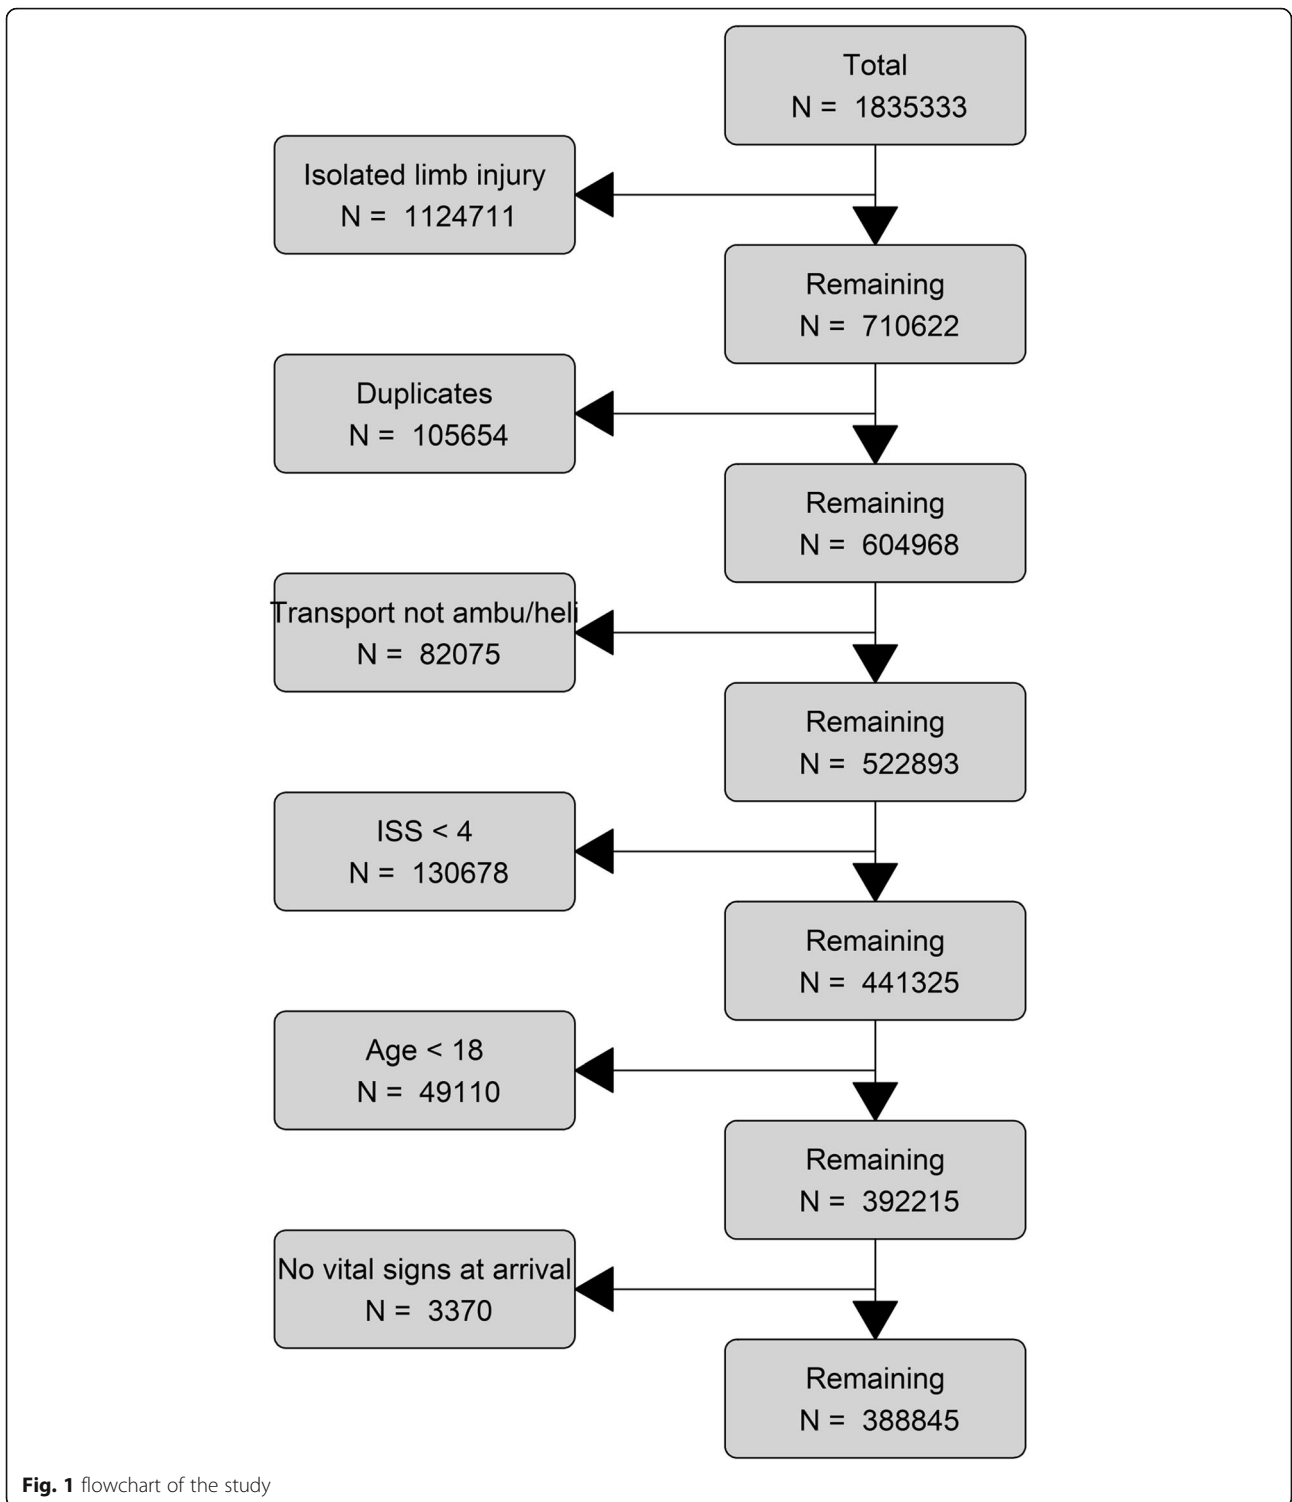 Total
N = 1835333
Isolated limb injury
N = 1124711
Remaining
N = 710622
Duplicates
N = 105654
Remaining
N = 604968
Transport not ambu/heli
N = 82075
Remaining
N = 522893
ISS < 4
N = 130678
Remaining
N = 441325
Age < 18
N = 49110
Remaining
N = 392215
No vital signs at arrival
N = 3370
Remaining
N = 388845
Fig. 1 flowchart of the study